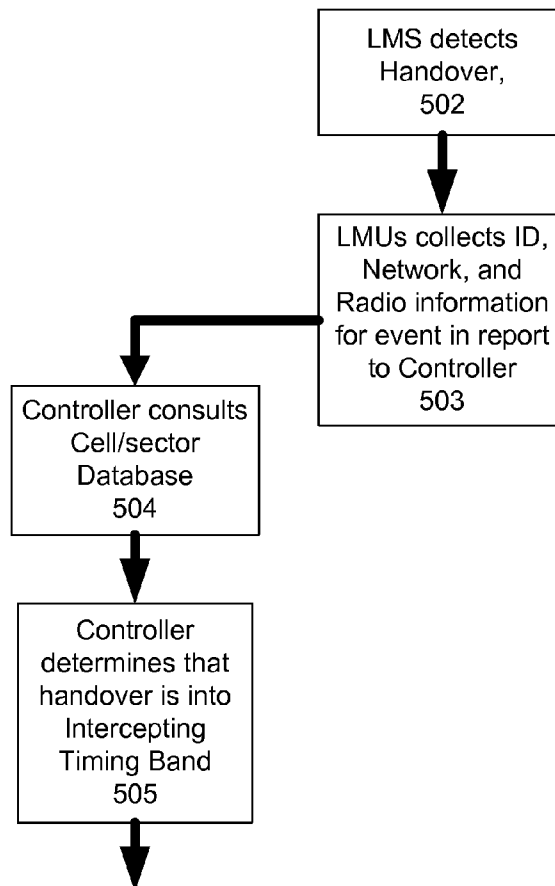 LMS detects
Handover,
502
LMUs collects ID,
Network, and
Radio information
for event in report
to Controller
503
Controller consults
Cell/sector
Database
504
Controller
determines that
handover is into
Intercepting
Timing Band
505